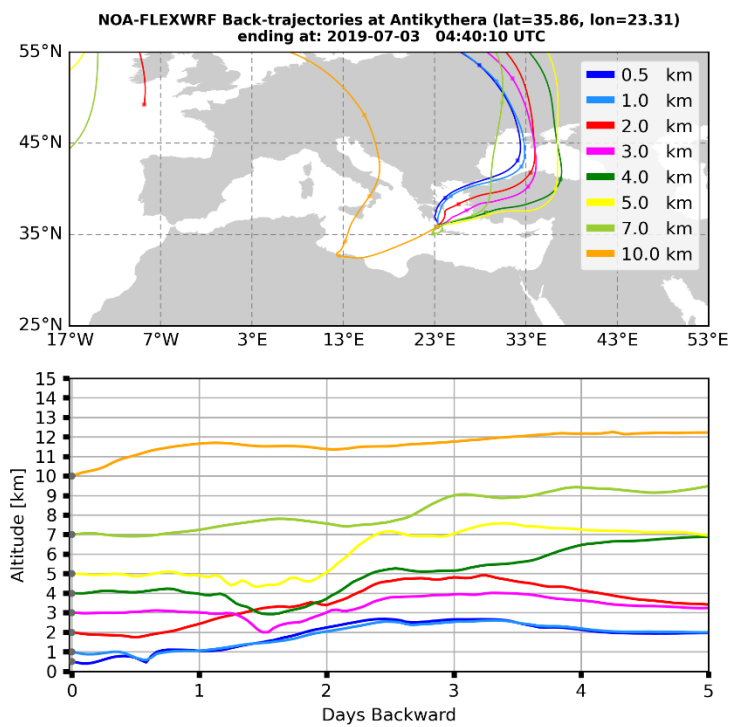 NOA-FLEXWRF Back-trajectories at Antikythera (lat=35.86, lon=23.31)
ending at: 2019-07-03   04:40:10 UTC
55°N
45°N
35°N
25°N
55°N
45°N
35°N
25°N
17°W 7°W 3°E 13°E 23°E 33°E 43°E 53°E
0.5 km
1.0 km
2.0 km
3.0 km
4.0 km
5.0 km
7.0 km
10.0 km
Altitude [km]
15
14
13
12
11
10
9
8
7
6
5
4
3
2
1
0
0 1 2 3 4 5
Days Backward